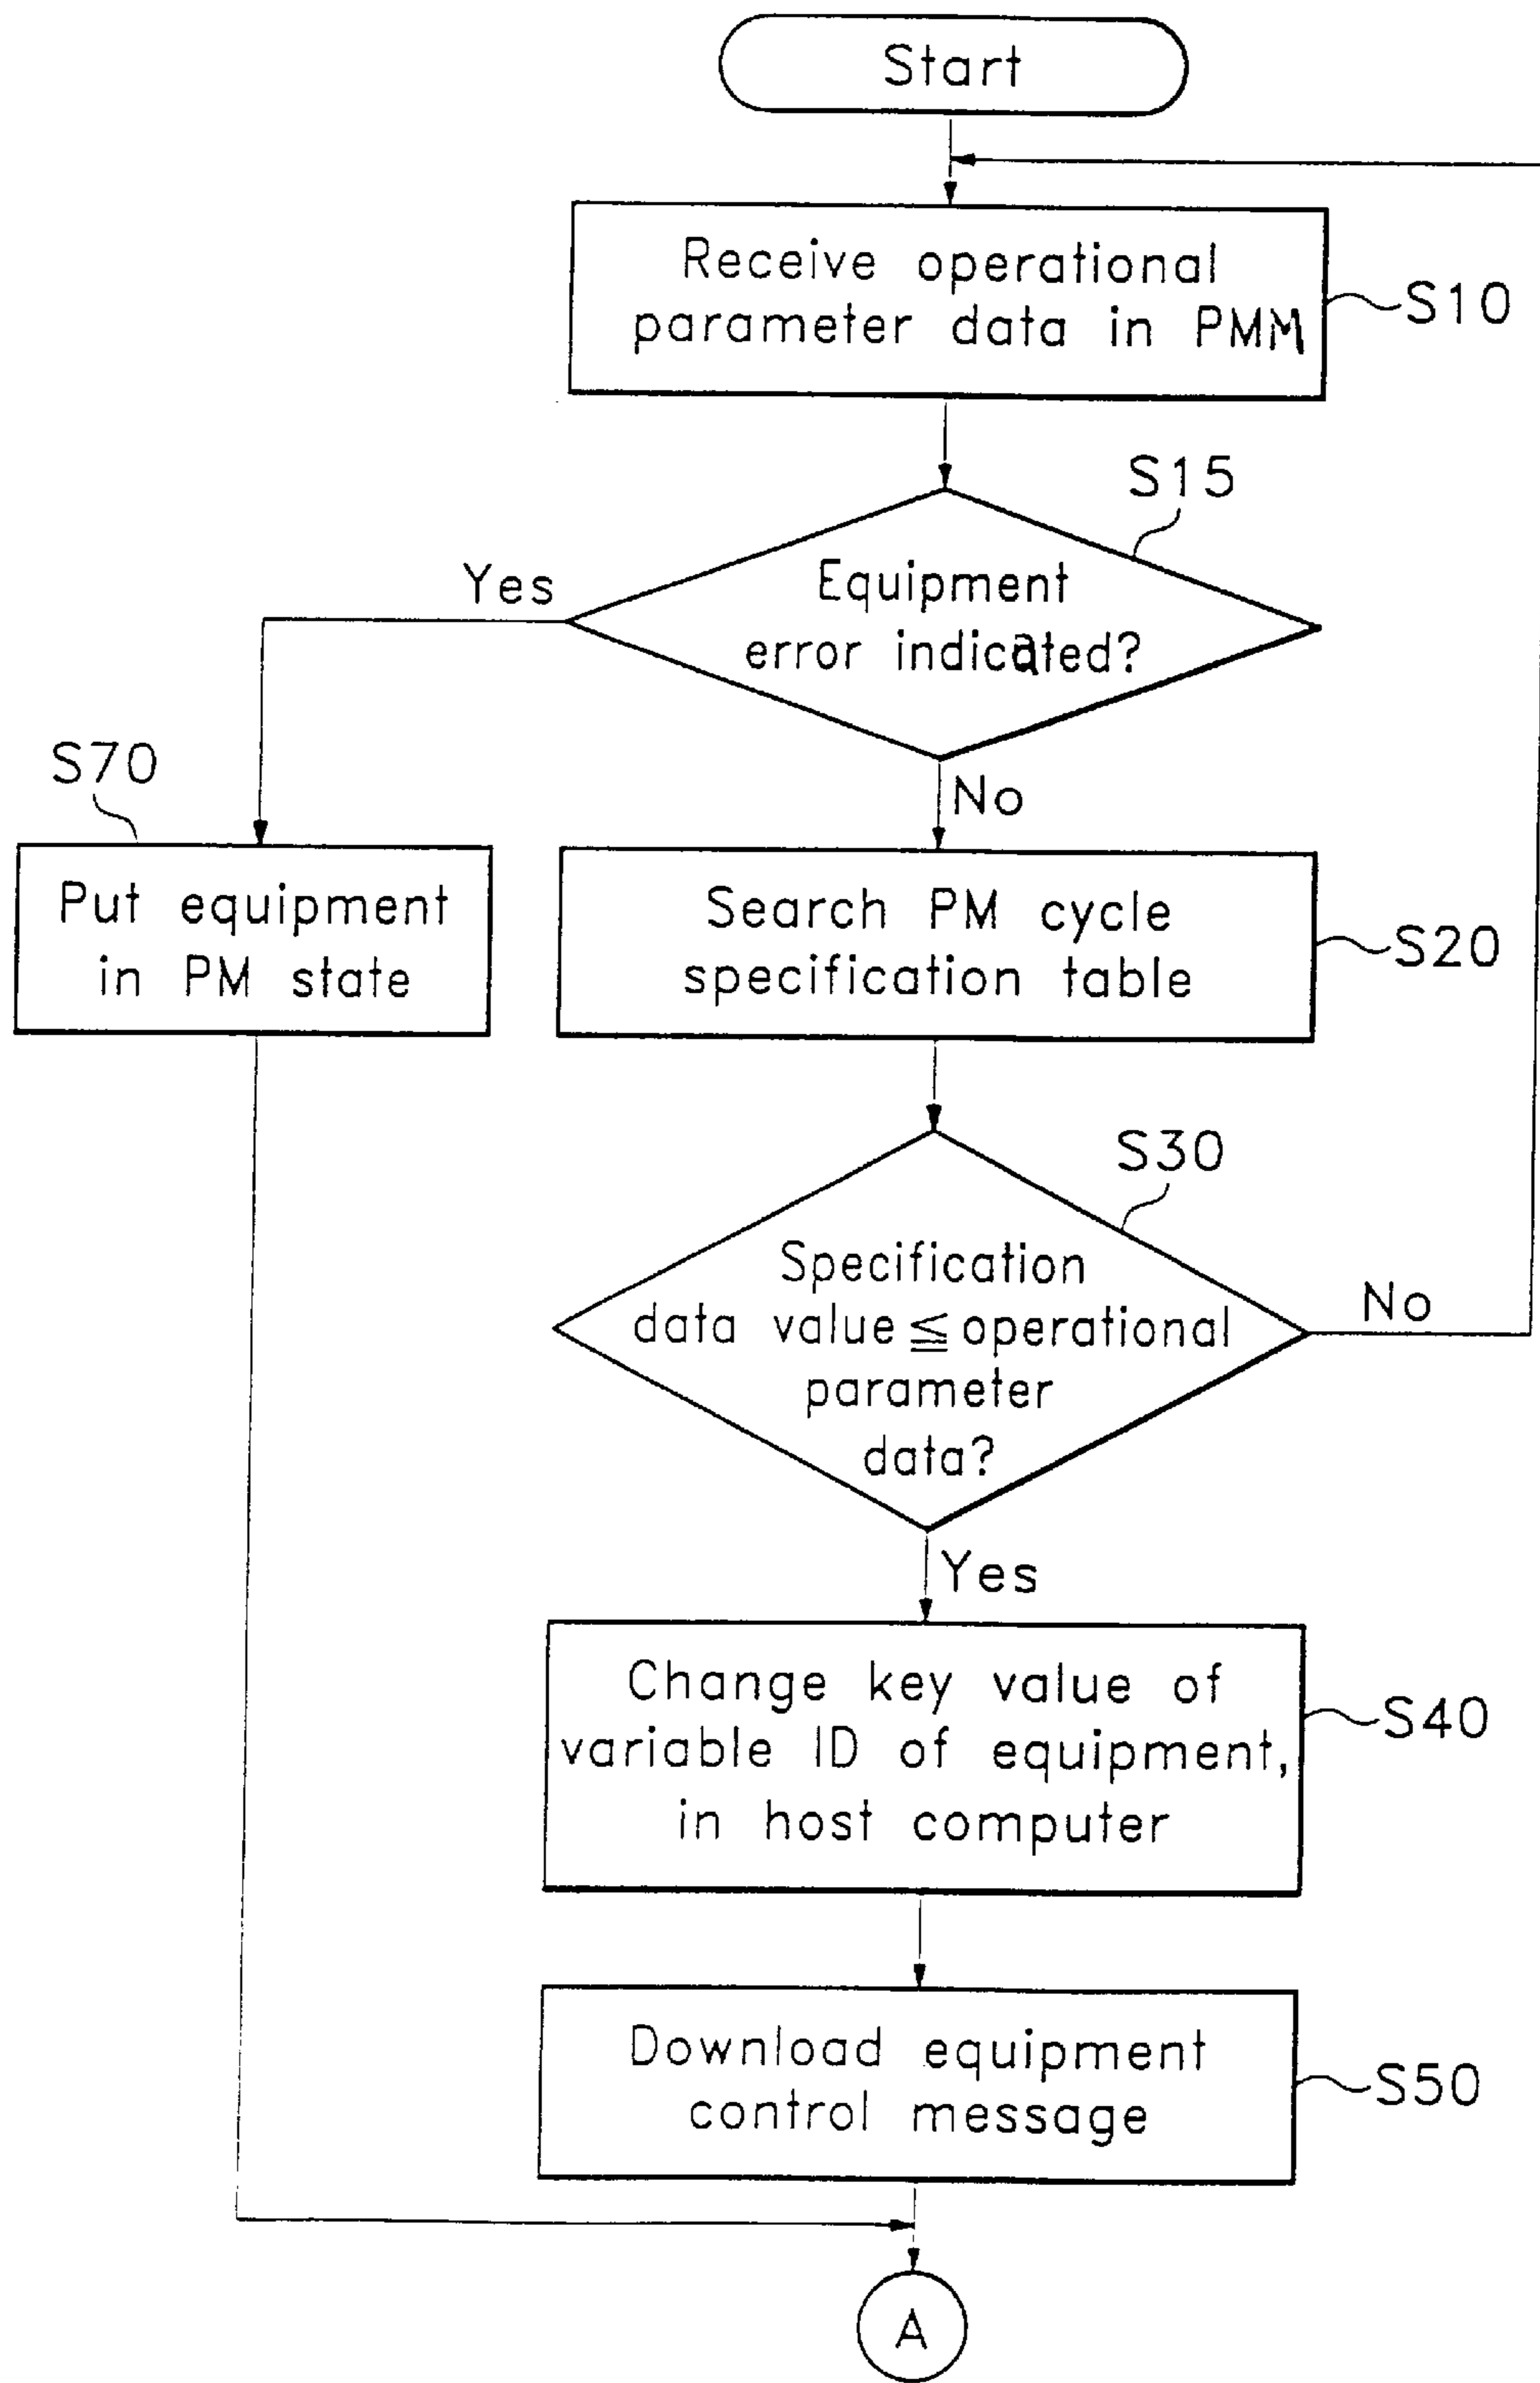 Start
Receive operational
parameter data in PMM
S10
S15
Equipment
error indicated?
Yes
No
S70
Put equipment
in PM state
Search PM cycle
specification table
S20
S30
Specification
data value ≦ operational
parameter
data?
No
Yes
Change key value of
variable ID of equipment,
in host computer
S40
Download equipment
control message
S50
A